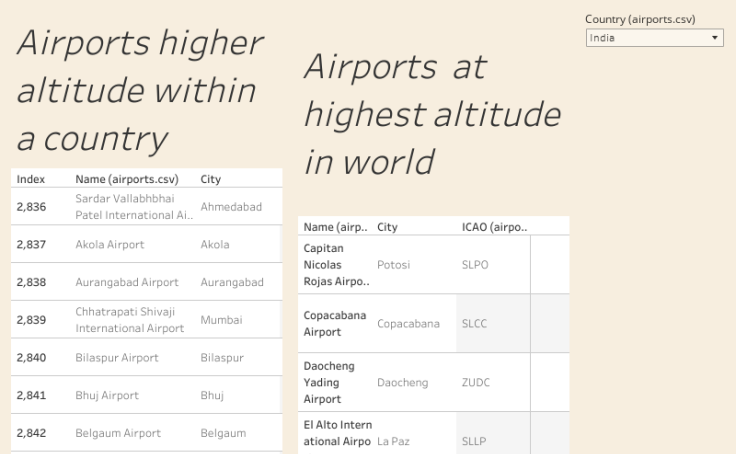 Airports higher
altitude within
a country
Index Name (airports.csv) City
2,836 Sardar Vallabhbhai Patel International Ai.. Ahmedabad
2,837 Akola Airport Akola
2,838 Aurangabad Airport Aurangabad
2,839 Chhatrapati Shivaji International Airport Mumbai
2,840 Bilaspur Airport Bilaspur
2,841 Bhuj Airport Bhuj
2,842 Belgaum Airport Belgaum
Airports at
highest altitude
in world
Name (airp.. City ICAO (airpo..
Capitan Nicolas Rojas Airpo.. Potosi SLPO
Copacabana Airport Copacabana SLCC
Daocheng Yading Airport Daocheng ZUDC
El Alto Intern ational Airpo La Paz SLLP
Country (airports.csv)
India